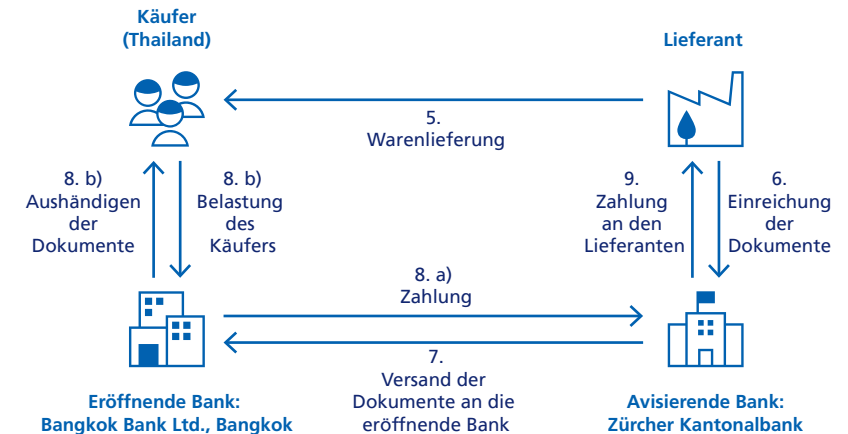 Käufer
(Thailand)
Lieferant
5.
Warenlieferung
8. b)
Aushändigen
der
Dokumente
8. b)
Belastung
des
Käufers
9.
Zahlung
an den
Lieferanten
6.
Einreichung
der
Dokumente
8. a)
Zahlung
7.
Versand der
Dokumente an die
eröffnende Bank
Eröffnende Bank:
Bangkok Bank Ltd., Bangkok
Avisierende Bank:
Zürcher Kantonalbank